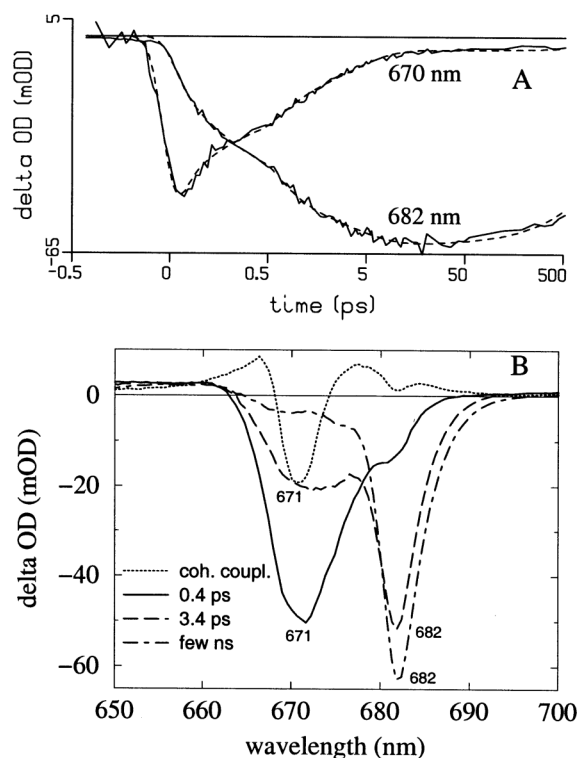 5
delta OD (mOD)
-65
670 nm
A
682 nm
-0.5 0 0.5 5 50 500
time (ps)
B
0
-20
-40
-60
delta OD (mOD)
671
671
682
682
coh. coupl.
0.4 ps
3.4 ps
few ns
650 660 670 680 690 700
wavelength (nm)